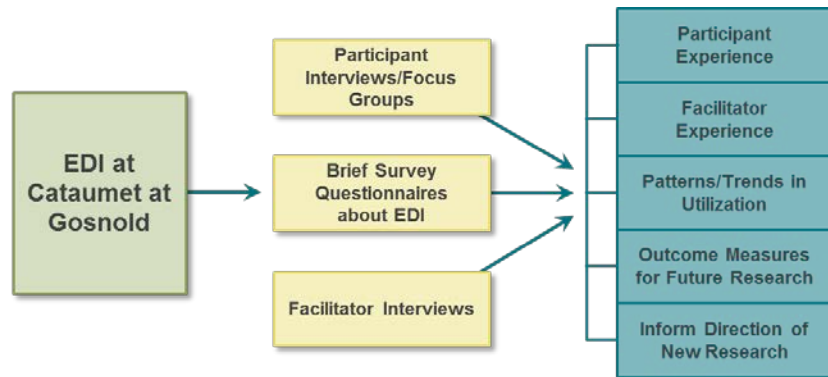 EDI at
Cataumet at
Gosnold
Participant
Interviews/Focus
Groups
Brief Survey
Questionnaires
about EDI
Facilitator Interviews
Participant
Experience
Facilitator
Experience
Patterns/Trends in
Utilization
Outcome Measures
for Future Research
Inform Direction of
New Research